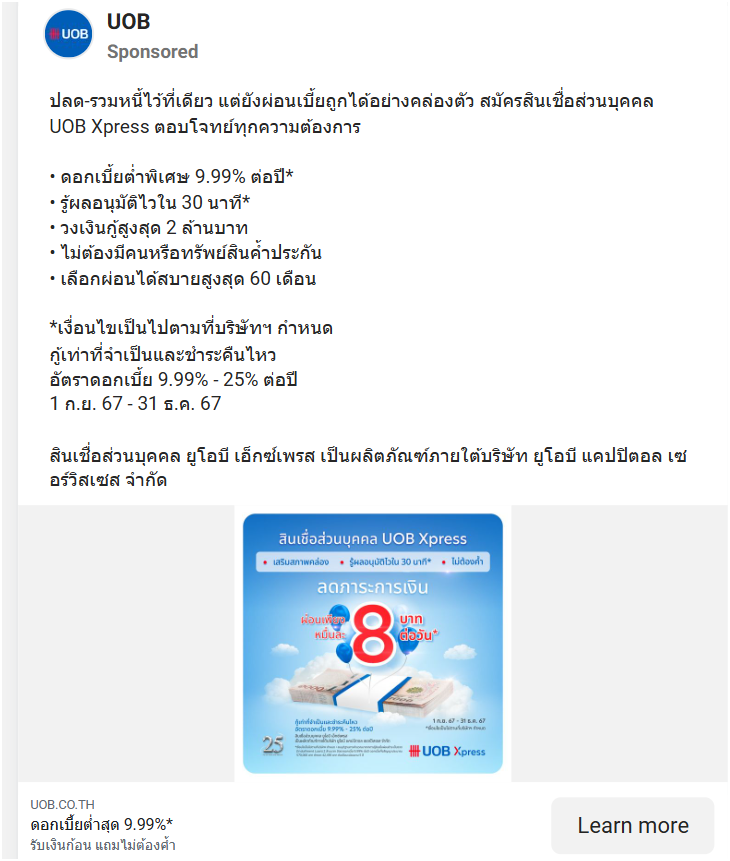 UOB
UOB
Sponsored
ปลด-รวมหนี้ไว้ที่เดียว แต่ยังผ่อนเบี้ยถูกได้อย่างคล่องตัว สมัครสินเชื่อส่วนบุคคล
UOB Xpress ตอบโจทย์ทุกความต้องการ
• ดอกเบี้ยต่ำพิเศษ 9.99% ต่อปี*
• รู้ผลอนุมัติไวใน 30 นาที*
• วงเงินกู้สูงสุด 2 ล้านบาท
• ไม่ต้องมีคนหรือทรัพย์สินค้ำประกัน
• เลือกผ่อนได้สบายสูงสุด 60 เดือน
*เงื่อนไขเป็นไปตามที่บริษัทฯ กำหนด
กู้เท่าที่จำเป็นและชำระคืนไหว
อัตราดอกเบี้ย 9.99% - 25% ต่อปี
1 ก.ย. 67 - 31 ธ.ค. 67
สินเชื่อส่วนบุคคล ยูโอบี เอ็กซ์เพรส เป็นผลิตภัณฑ์ภายใต้บริษัท ยูโอบี แคปปิตอล เซ
อร์วิสเซส จำกัด
สินเชื่อส่วนบุคคล UOB Xpress
• เสริมสภาพคล่อง • รู้ผลอนุมัติไวใน 30 นาที* • ไม่ต้องค้ำ
ลดภาระการเงิน
ผ่อนเพียง
หมื่นละ
8
บาท
ต่อวัน*
กู้เท่าที่จำเป็นและชำระคืนไหว
อัตราดอกเบี้ย 9.99% - 25% ต่อปี
1 ก.ย. 67 - 31 ธ.ค. 67
25
UOB Xpress
UOB.CO.TH
ดอกเบี้ยต่ำสุด 9.99%*
รับเงินก้อน แถมไม่ต้องค้ำ
Learn more